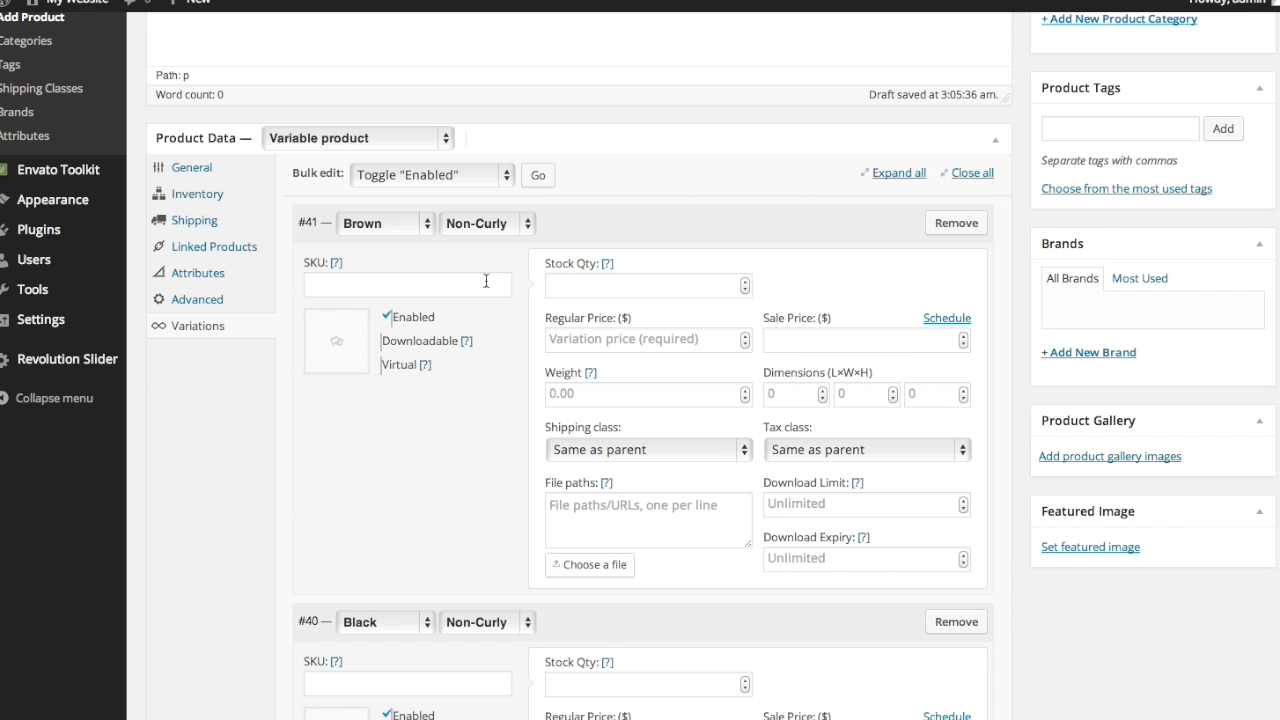 My Website
New
Howdy, admin
Add Product
Categories
Tags
Shipping Classes
Brands
Attributes
Envato Toolkit
Appearance
Plugins
Users
Tools
Settings
Revolution Slider
Collapse menu
Path: p
Word count: 0
Draft saved at 3:05:36 am.
Product Data — Variable product
General
Inventory
Shipping
Linked Products
Attributes
Advanced
Variations
Bulk edit: Toggle "Enabled" Go
Expand all Close all
#41 — Brown Non-Curly Remove
SKU: [?]
Enabled
Downloadable [?]
Virtual [?]
Stock Qty: [?]
Regular Price: ($) Sale Price: ($) Schedule
Variation price (required)
Weight [?] Dimensions (L×W×H)
0.00 0 0 0
Shipping class: Tax class:
Same as parent Same as parent
File paths: [?] Download Limit: [?]
File paths/URLs, one per line Unlimited
Download Expiry: [?]
Unlimited
Choose a file
#40 — Black Non-Curly Remove
SKU: [?] Stock Qty: [?]
Enabled
Regular Price: ($) Sale Price: ($) Schedule
+ Add New Product Category
Product Tags
Add
Separate tags with commas
Choose from the most used tags
Brands
All Brands Most Used
+ Add New Brand
Product Gallery
Add product gallery images
Featured Image
Set featured image